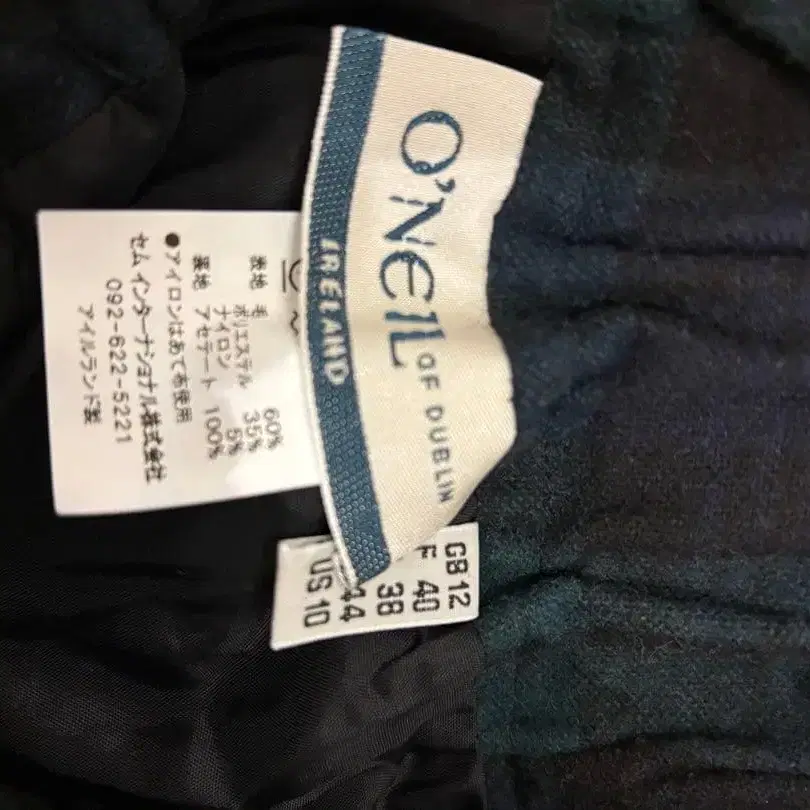 O'NEIL
OF DUBLIN
IRELAND
GB 12
F 40
38
44
US 10
表地 毛 60%
ポリエステル 35%
ナイロン 5%
裏地 アセテート 100%
●アイロンはあて布使用
セム インターナショナル株式会社
092-622-5221
アイルランド製